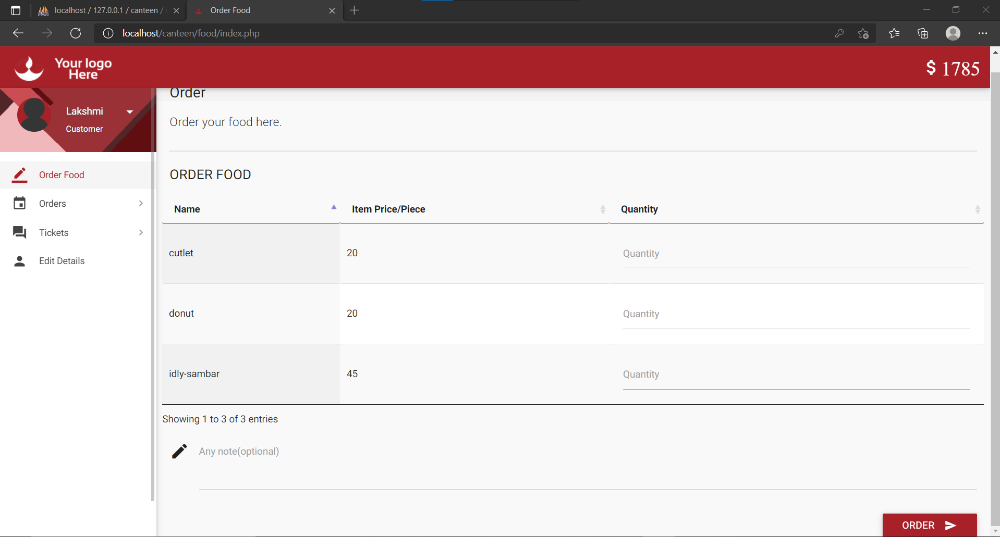 localhost / 127.0.0.1 / canteen /
Order Food
localhost/canteen/food/index.php
Your logo
Here
$ 1785
Lakshmi
Customer
Order Food
Orders
Tickets
Edit Details
Order
Order your food here.
ORDER FOOD
Name Item Price/Piece Quantity
cutlet 20 Quantity
donut 20 Quantity
idly-sambar 45 Quantity
Showing 1 to 3 of 3 entries
Any note(optional)
ORDER